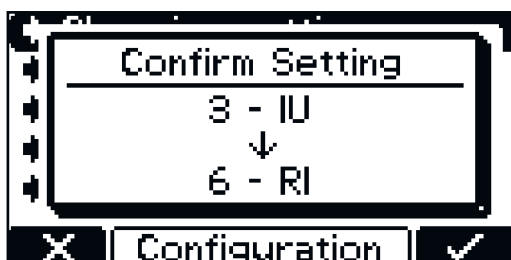 Confirm Setting
3 - IU
↓
6 - RI
Configuration